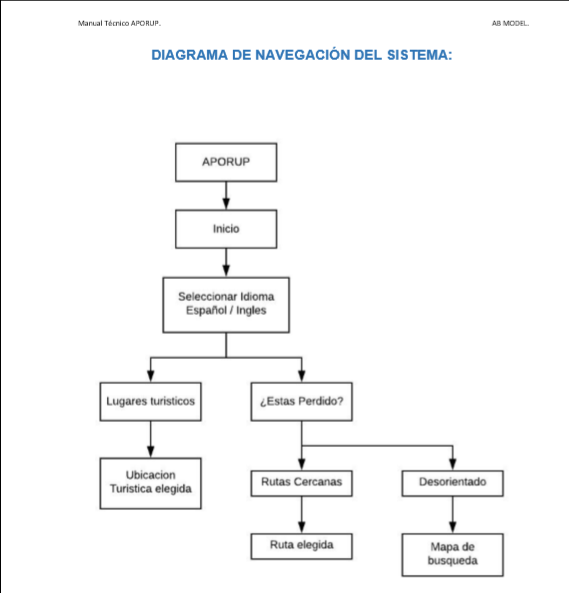 Manual Técnico APORUP.
AB MODEL.
DIAGRAMA DE NAVEGACIÓN DEL SISTEMA:
APORUP
Inicio
Seleccionar Idioma
Español / Ingles
Lugares turisticos
¿Estas Perdido?
Ubicacion
Turistica elegida
Rutas Cercanas
Desorientado
Ruta elegida
Mapa de
busqueda